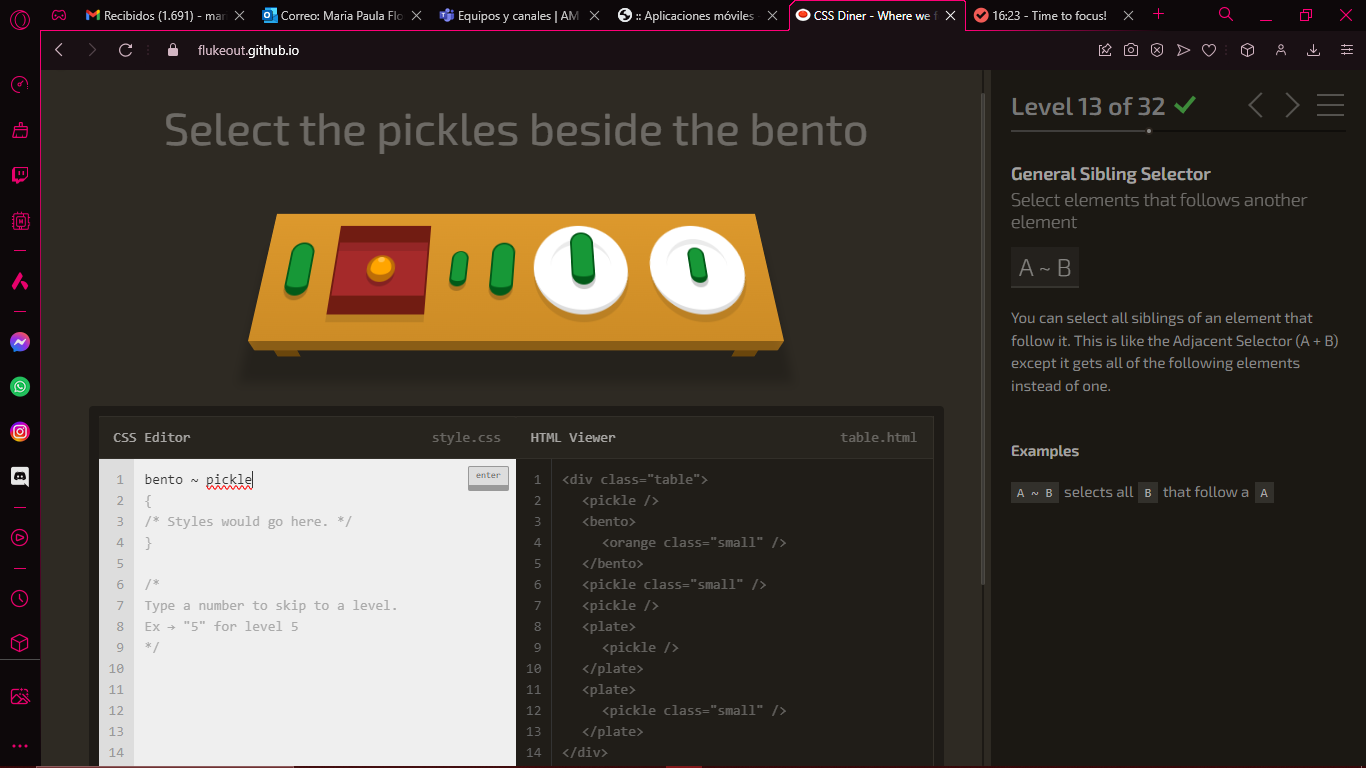 Recibidos (1.691) - mar
Correo: Maria Paula Flo
Equipos y canales | AM
:: Aplicaciones móviles -
CSS Diner - Where we f
16:23 - Time to focus!
flukeout.github.io
Select the pickles beside the bento
CSS Editor
style.css
HTML Viewer
table.html
enter
1 bento ~ pickle
2 {
3 /* Styles would go here. */
4 }
5
6 /*
7 Type a number to skip to a level.
8 Ex → "5" for level 5
9 */
10
11
12
13
14
1 <div class="table">
2 <pickle />
3 <bento>
4 <orange class="small" />
5 </bento>
6 <pickle class="small" />
7 <pickle />
8 <plate>
9 <pickle />
10 </plate>
11 <plate>
12 <pickle class="small" />
13 </plate>
14 </div>
Level 13 of 32
General Sibling Selector
Select elements that follows another
element
A ~ B
You can select all siblings of an element that
follow it. This is like the Adjacent Selector (A + B)
except it gets all of the following elements
instead of one.
Examples
A ~ B selects all B that follow a A